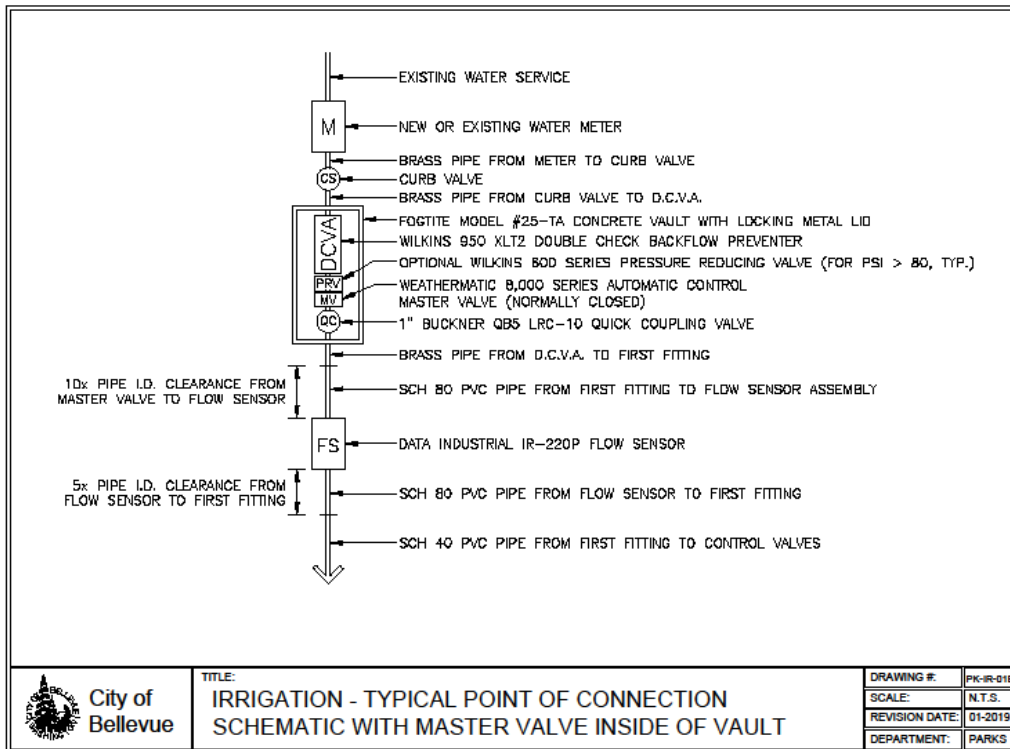 EXISTING WATER SERVICE
M
NEW OR EXISTING WATER METER
BRASS PIPE FROM METER TO CURB VALVE
CS
CURB VALVE
BRASS PIPE FROM CURB VALVE TO D.C.V.A.
FOGTITE MODEL #25-TA CONCRETE VAULT WITH LOCKING METAL LID
DCVA
WILKINS 950 XLT2 DOUBLE CHECK BACKFLOW PREVENTER
OPTIONAL WILKINS 600 SERIES PRESSURE REDUCING VALVE (FOR PSI > 80, TYP.)
PRV
WEATHERMATIC 8,000 SERIES AUTOMATIC CONTROL
MASTER VALVE (NORMALLY CLOSED)
MV
QC
1" BUCKNER QB5 LRC-10 QUICK COUPLING VALVE
BRASS PIPE FROM D.C.V.A. TO FIRST FITTING
10x PIPE I.D. CLEARANCE FROM
MASTER VALVE TO FLOW SENSOR
SCH 80 PVC PIPE FROM FIRST FITTING TO FLOW SENSOR ASSEMBLY
FS
DATA INDUSTRIAL IR-220P FLOW SENSOR
5x PIPE I.D. CLEARANCE FROM
FLOW SENSOR TO FIRST FITTING
SCH 80 PVC PIPE FROM FLOW SENSOR TO FIRST FITTING
SCH 40 PVC PIPE FROM FIRST FITTING TO CONTROL VALVES
City of
Bellevue
TITLE:
IRRIGATION - TYPICAL POINT OF CONNECTION
SCHEMATIC WITH MASTER VALVE INSIDE OF VAULT
DRAWING #: PK-IR-01B
SCALE: N.T.S.
REVISION DATE: 01-2019
DEPARTMENT: PARKS